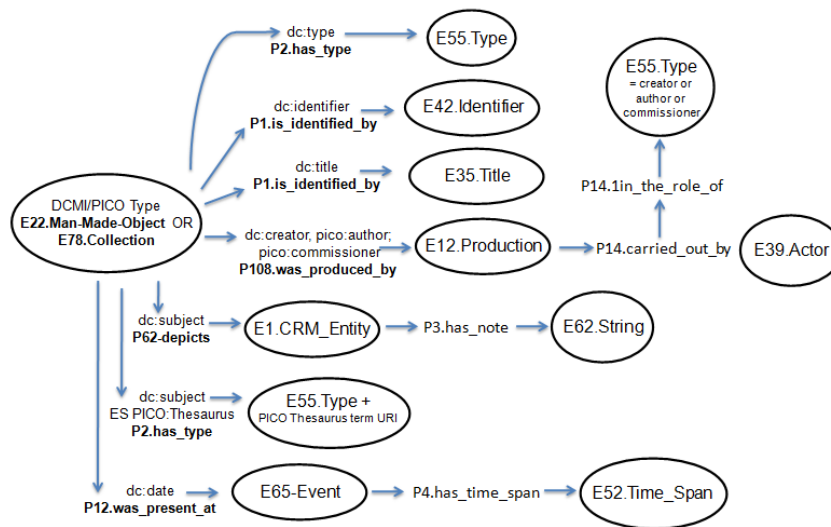 dc:type
P2.has_type
E55.Type
E55.Type
= creator or
author or
commissioner
dc:identifier
P1.is_identified_by
E42.Identifier
dc:title
P1.is_identified_by
E35.Title
P14.1in_the_role_of
DCMI/PICO Type
E22.Man-Made-Object OR
E78.Collection
dc:creator, pico:author;
pico:commissioner
P108.was_produced_by
E12.Production
P14.carried_out_by
E39.Actor
dc:subject
P62-depicts
E1.CRM_Entity
P3.has_note
E62.String
dc:subject
ES PICO:Thesaurus
P2.has_type
E55.Type +
PICO Thesaurus term URI
dc:date
P12.was_present_at
E65-Event
P4.has_time_span
E52.Time_Span